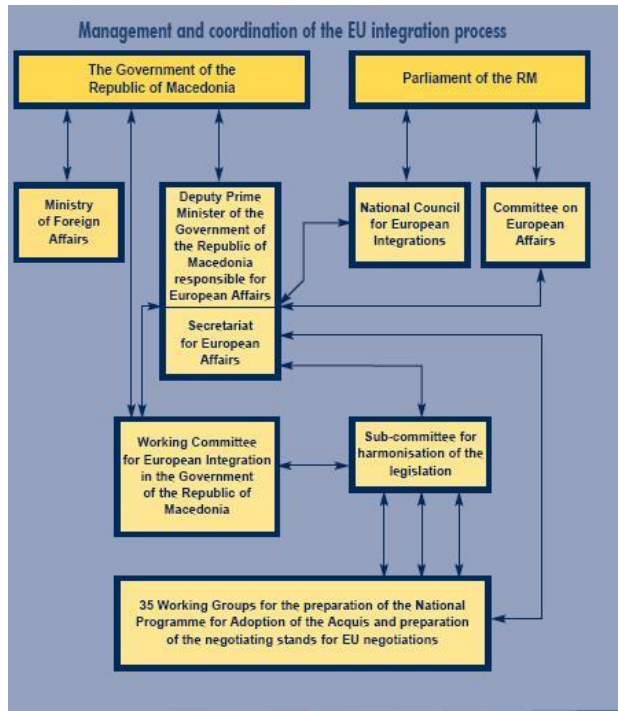 Management and coordination of the EU integration process
The Government of the
Republic of Macedonia
Parliament of the RM
Ministry
of Foreign
Affairs
Deputy Prime
Minister of the
Government of
the Republic of
Macedonia
responsible for
European Affairs
Secretariat
for European
Affairs
National Council
for European
Integrations
Committee on
European
Affairs
Working Committee
for European Integration
in the Government
of the Republic of
Macedonia
Sub-committee for
harmonisation of the
legislation
35 Working Groups for the preparation of the National
Programme for Adoption of the Acquis and preparation
of the negotiating stands for EU negotiations